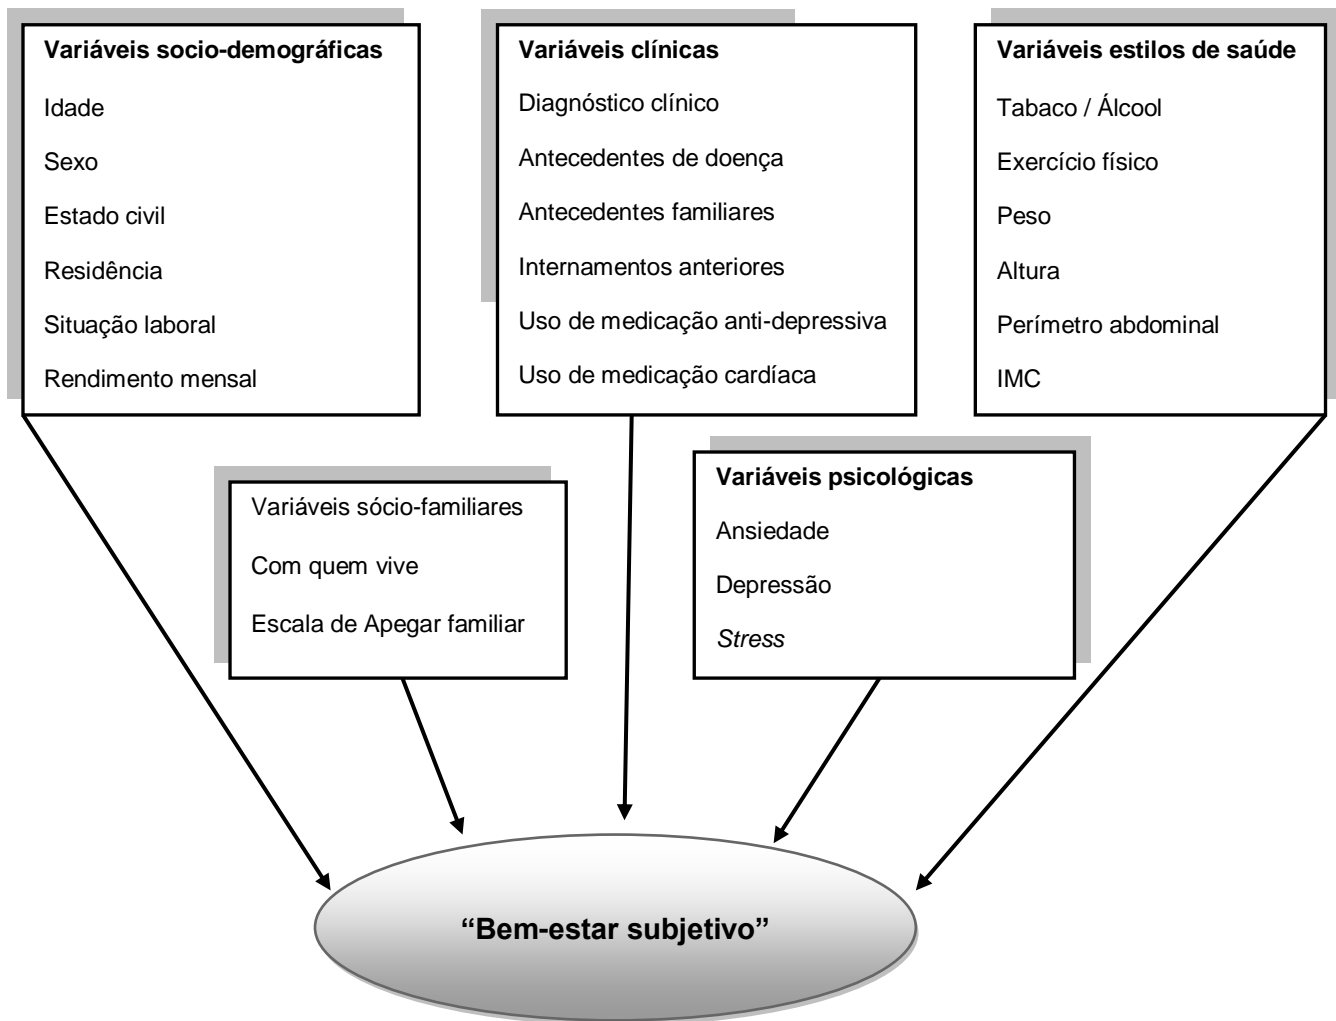 Variáveis socio-demográficas
Idade
Sexo
Estado civil
Residência
Situação laboral
Rendimento mensal
Variáveis clínicas
Diagnóstico clínico
Antecedentes de doença
Antecedentes familiares
Internamentos anteriores
Uso de medicação anti-depressiva
Uso de medicação cardíaca
Variáveis estilos de saúde
Tabaco / Álcool
Exercício físico
Peso
Altura
Perímetro abdominal
IMC
Variáveis sócio-familiares
Com quem vive
Escala de Apegar familiar
Variáveis psicológicas
Ansiedade
Depressão
Stress
“Bem-estar subjetivo”